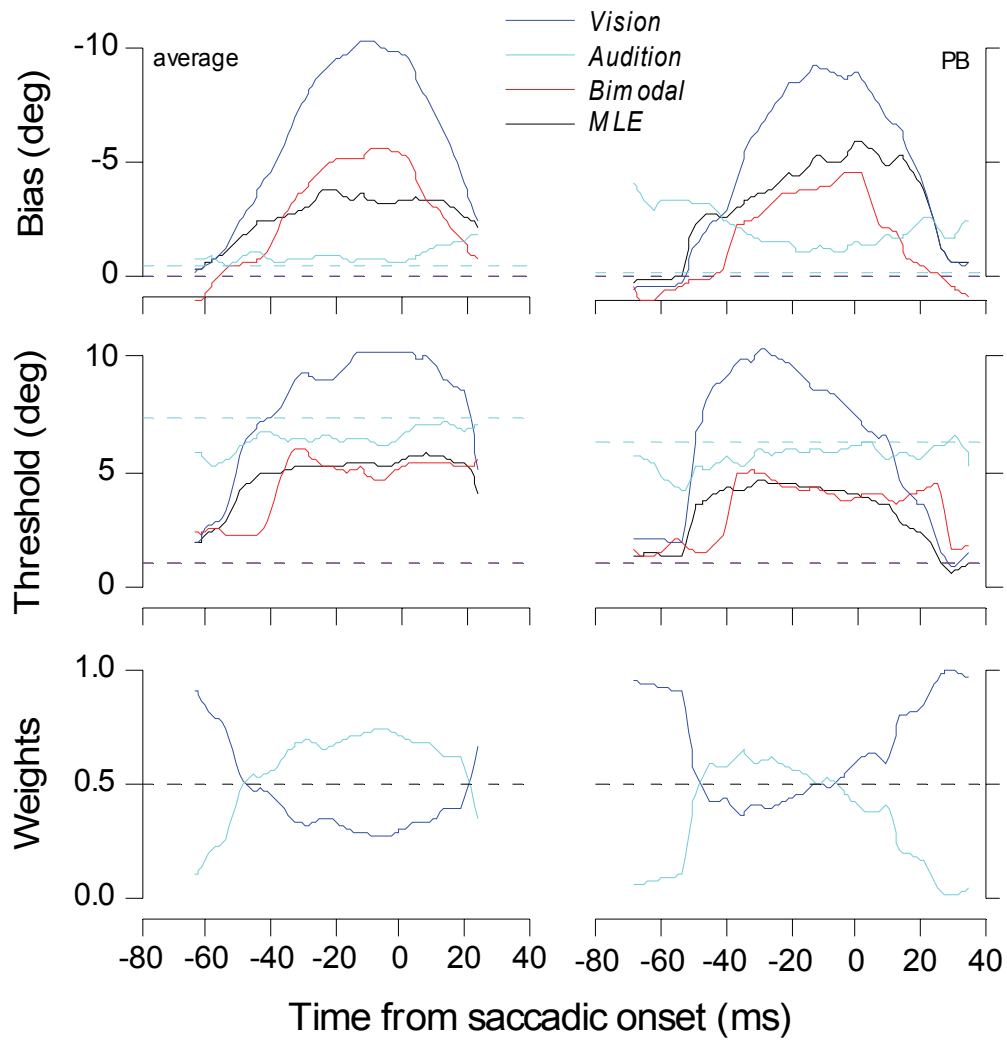 Vision
Audition
Bimodal
MLE
average
PB
Bias (deg)
-10
-5
0
Threshold (deg)
10
5
0
Weights
1.0
0.5
0.0
-80 -60 -40 -20 0 20 40
-80 -60 -40 -20 0 20 40
Time from saccadic onset (ms)